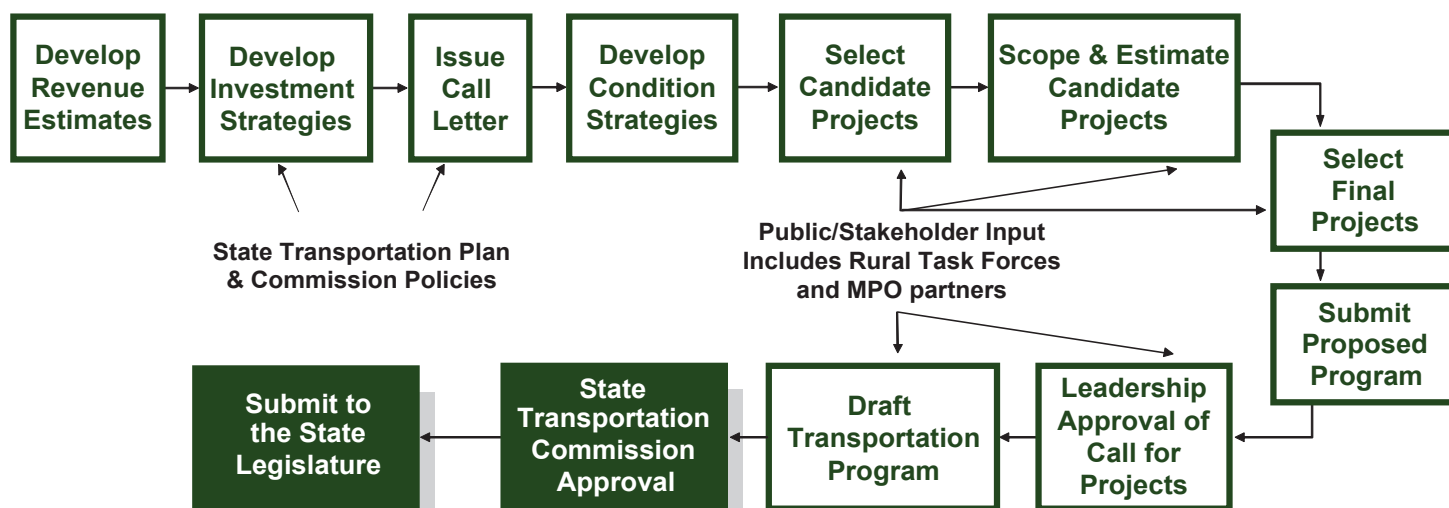 Develop
Revenue
Estimates
Develop
Investment
Strategies
Issue
Call
Letter
Develop
Condition
Strategies
Select
Candidate
Projects
Scope & Estimate
Candidate
Projects
Select
Final
Projects
State Transportation Plan
& Commission Policies
Public/Stakeholder Input
Includes Rural Task Forces
and MPO partners
Submit
Proposed
Program
Leadership
Approval of
Call for
Projects
Draft
Transportation
Program
State
Transportation
Commission
Approval
Submit to
the State
Legislature